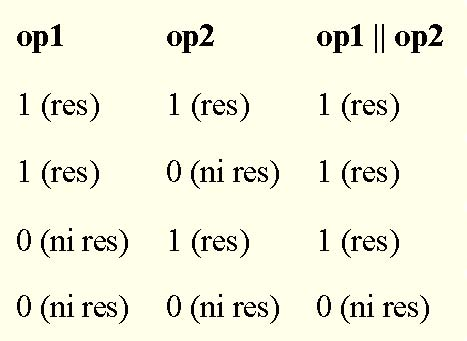 op1 op2 op1 || op2
1 (res) 1 (res) 1 (res)
1 (res) 0 (ni res) 1 (res)
0 (ni res) 1 (res) 1 (res)
0 (ni res) 0 (ni res) 0 (ni res)